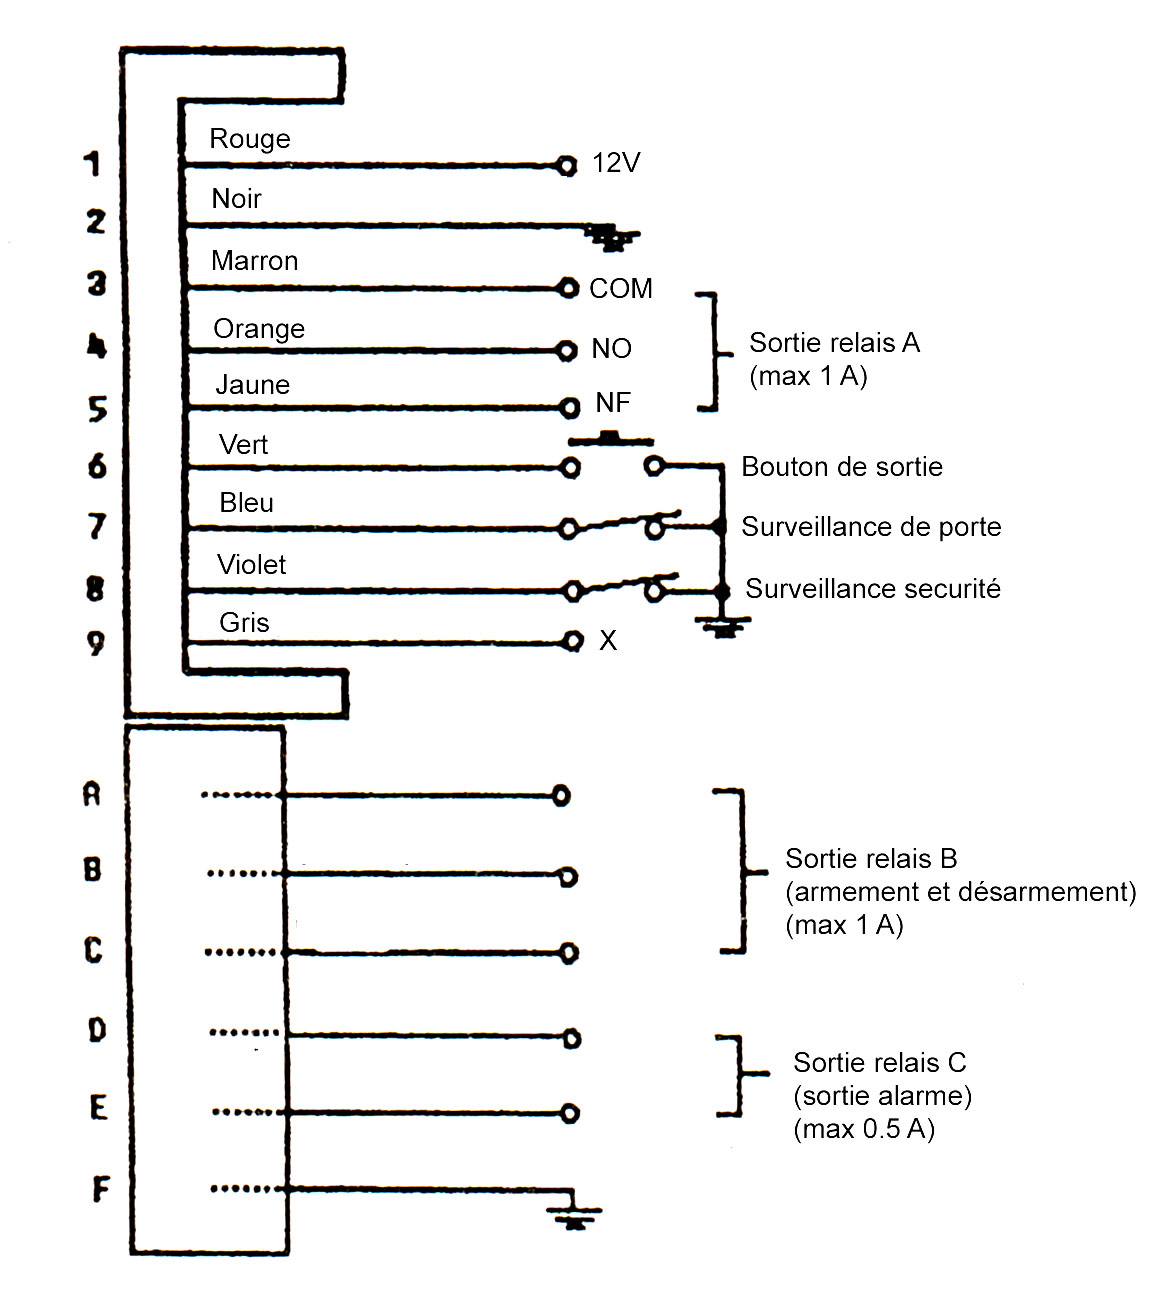 Rouge
1 12V
Noir
2
Marron
3 COM
Orange
4 NO
Sortie relais A
(max 1 A)
Jaune
5 NF
Vert
6 Bouton de sortie
Bleu
7 Surveillance de porte
Violet
8 Surveillance securité
Gris
9 X
A
B
C
Sortie relais B
(armement et désarmement)
(max 1 A)
D
E
Sortie relais C
(sortie alarme)
(max 0.5 A)
F